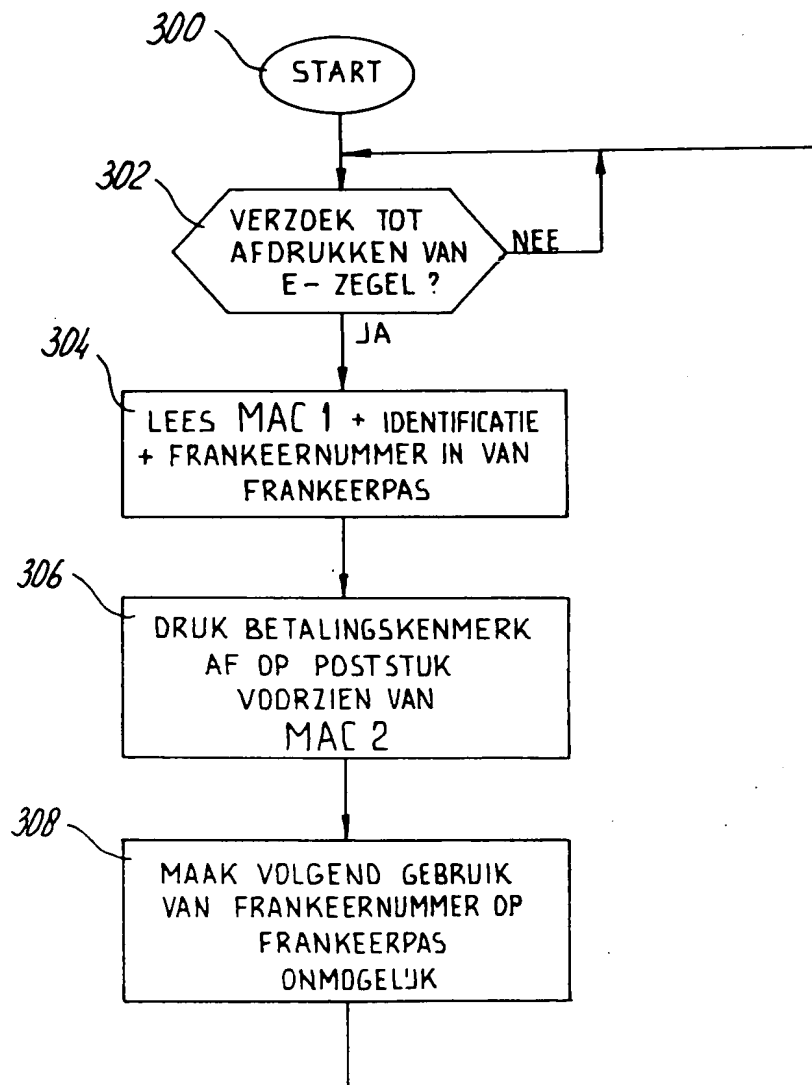 300
START
302
VERZOEK TOT
AFDRUKKEN VAN
E- ZEGEL ?
NEE
JA
304
LEES MAC 1 + IDENTIFICATIE
+ FRANKEERNUMMER IN VAN
FRANKEERPAS
306
DRUK BETALINGSKENMERK
AF OP POSTSTUK
VOORZIEN VAN
MAC 2
308
MAAK VOLGEND GEBRUIK
VAN FRANKEERNUMMER OP
FRANKEERPAS
ONMOGELIJK